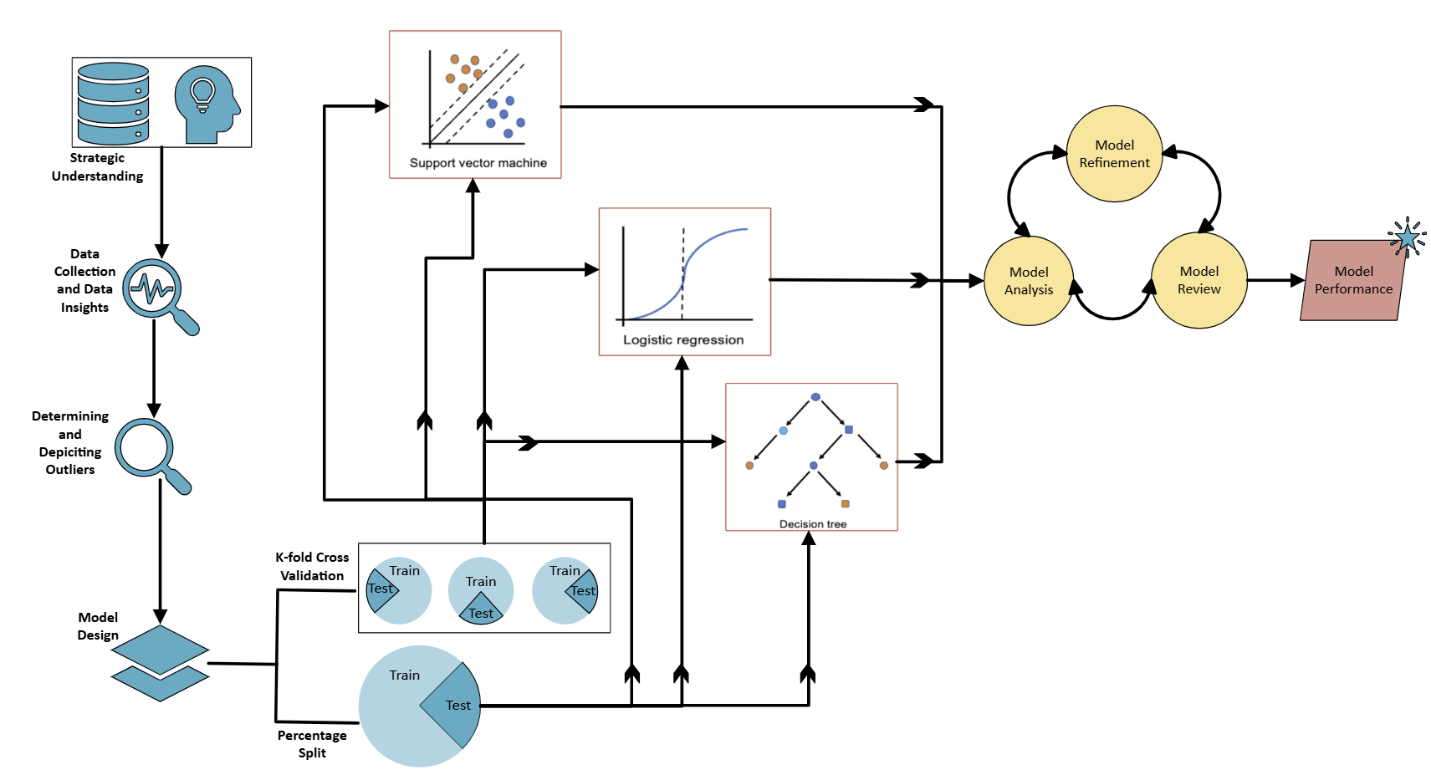 Strategic
Understanding
Data
Collection
and Data
Insights
Determining
and
Depicting
Outliers
Model
Design
K-fold Cross
Validation
Train
Test
Train
Test
Train
Test
Percentage
Split
Train
Test
Support vector machine
Logistic regression
Decision tree
Model
Refinement
Model
Analysis
Model
Review
Model
Performance